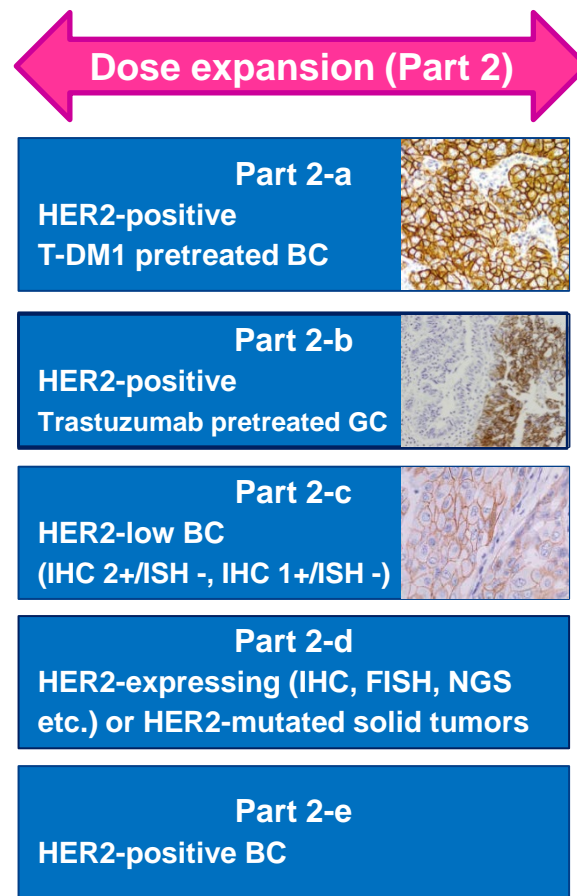 Dose expansion (Part 2)
Part 2-a
HER2-positive
T-DM1 pretreated BC
Part 2-b
HER2-positive
Trastuzumab pretreated GC
Part 2-c
HER2-low BC
(IHC 2+/ISH -, IHC 1+/ISH -)
Part 2-d
HER2-expressing (IHC, FISH, NGS
etc.) or HER2-mutated solid tumors
Part 2-e
HER2-positive BC